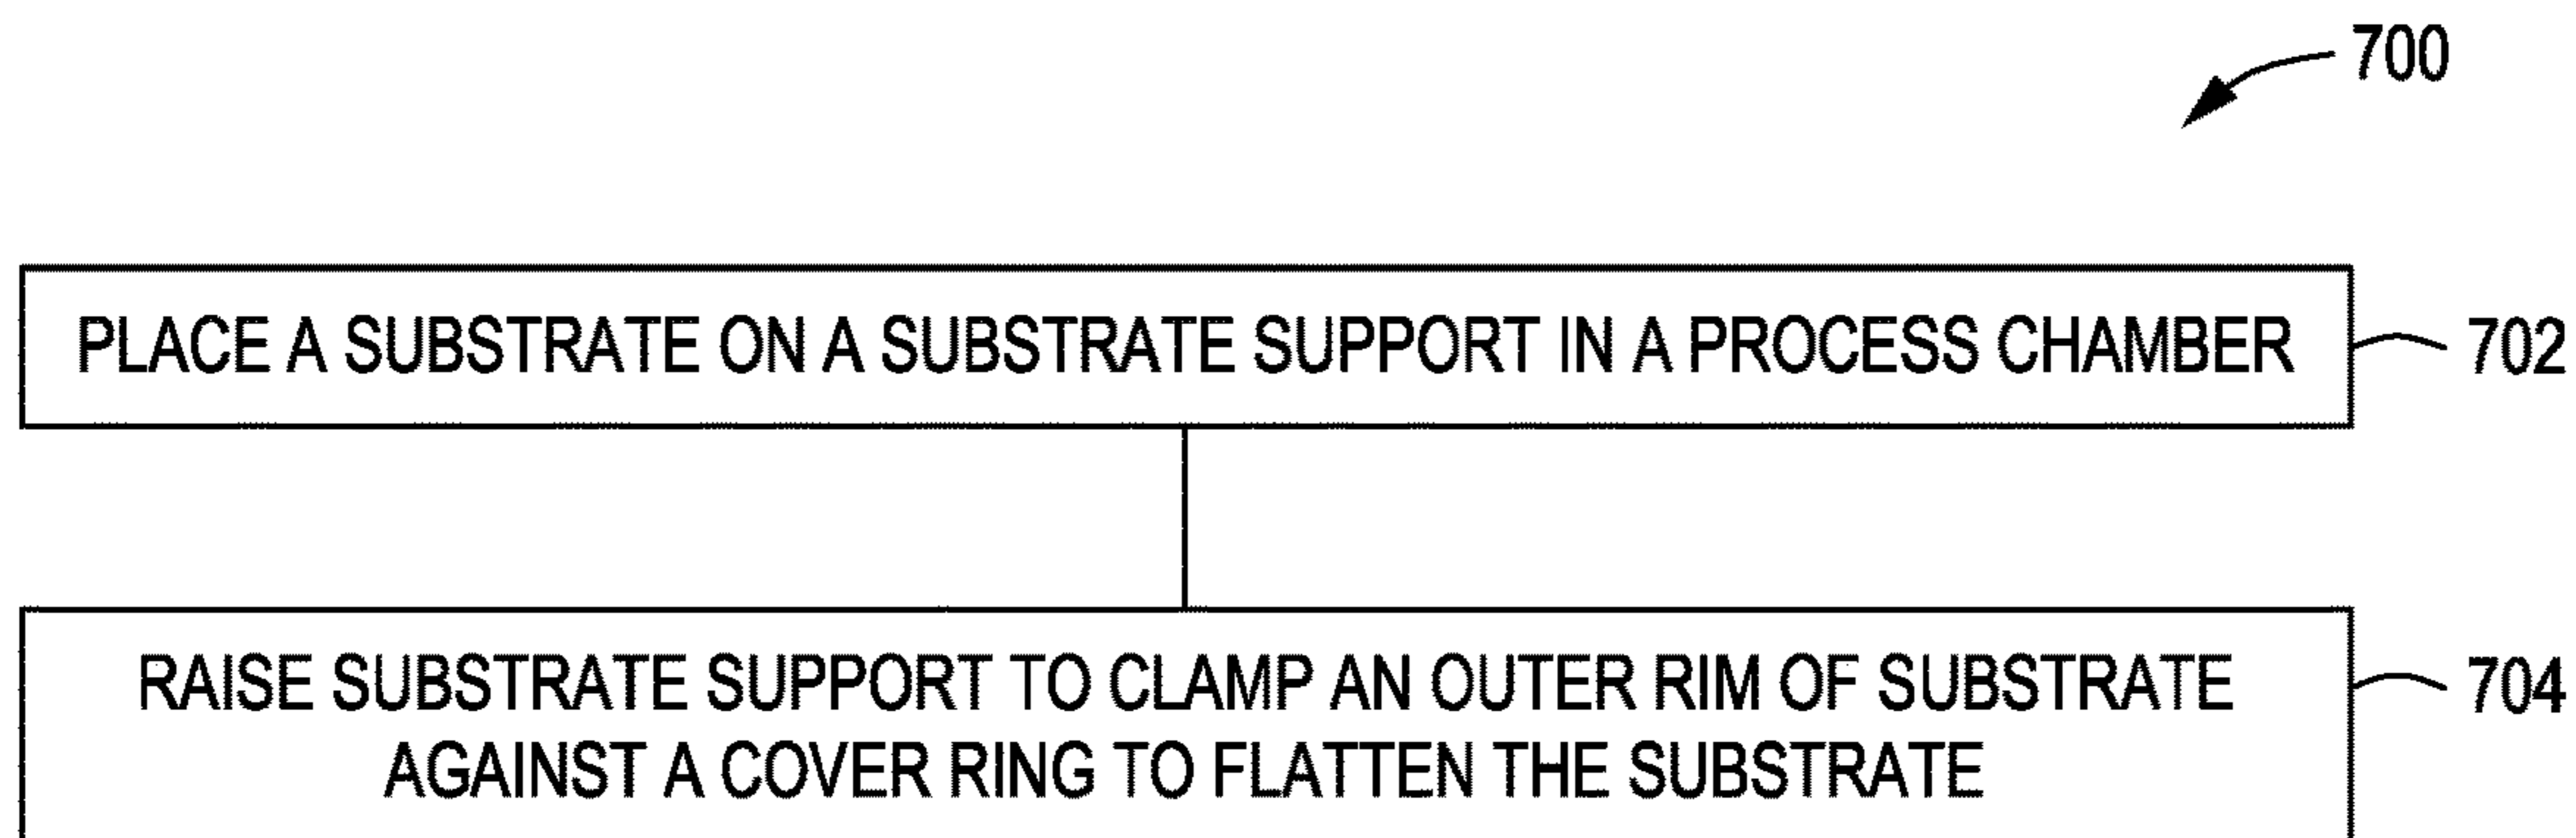 700
PLACE A SUBSTRATE ON A SUBSTRATE SUPPORT IN A PROCESS CHAMBER
702
RAISE SUBSTRATE SUPPORT TO CLAMP AN OUTER RIM OF SUBSTRATE
AGAINST A COVER RING TO FLATTEN THE SUBSTRATE
704